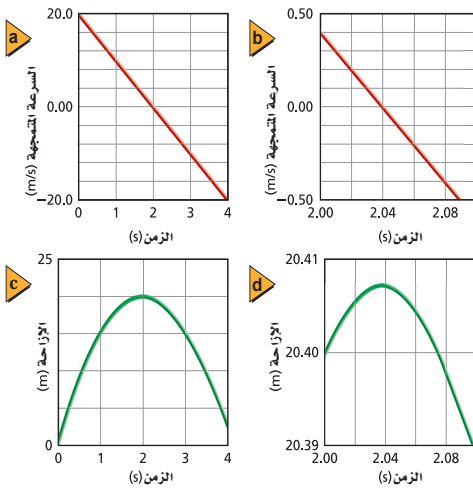 a
20.0
0.00
−20.0
السرعة المتجهة (m/s)
0 1 2 3 4
الزمن (s)
b
0.50
0.00
−0.50
السرعة المتجهة (m/s)
2.00 2.04 2.08
الزمن (s)
c
25
0
الإزاحة (m)
0 1 2 3 4
الزمن (s)
d
20.41
20.40
20.39
الإزاحة (m)
2.00 2.04 2.08
الزمن (s)